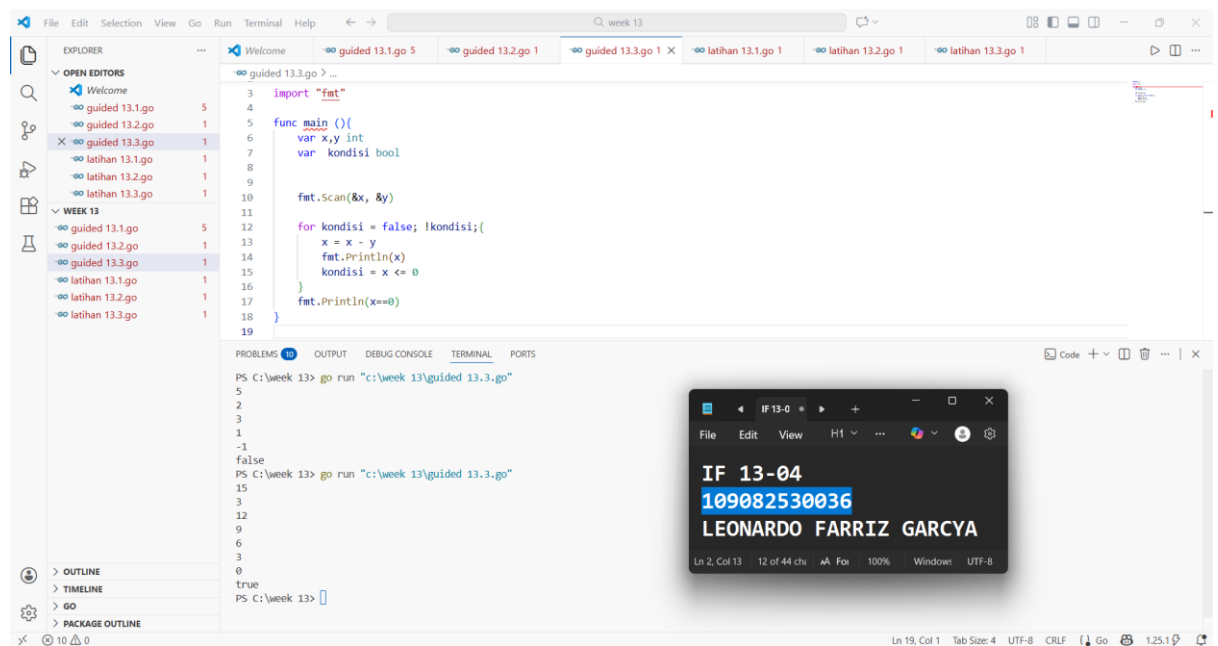 File Edit Selection View Go Run Terminal Help
week 13
EXPLORER
OPEN EDITORS
Welcome
guided 13.1.go 5
guided 13.2.go 1
guided 13.3.go 1
latihan 13.1.go 1
latihan 13.2.go 1
latihan 13.3.go 1
WEEK 13
guided 13.1.go 5
guided 13.2.go 1
guided 13.3.go 1
latihan 13.1.go 1
latihan 13.2.go 1
latihan 13.3.go 1
OUTLINE
TIMELINE
GO
PACKAGE OUTLINE
Welcome guided 13.1.go 5 guided 13.2.go 1 guided 13.3.go 1 latihan 13.1.go 1 latihan 13.2.go 1 latihan 13.3.go 1
guided 13.3.go > ...
3 import "fmt"
4
5 func main (){
6 var x,y int
7 var kondisi bool
8
9
10 fmt.Scan(&x, &y)
11
12 for kondisi = false; !kondisi;{
13 x = x - y
14 fmt.Println(x)
15 kondisi = x <= 0
16 }
17 fmt.Println(x==0)
18 }
19
PROBLEMS 10 OUTPUT DEBUG CONSOLE TERMINAL PORTS
Code
PS C:\week 13> go run "c:\week 13\guided 13.3.go"
5
2
3
1
-1
false
PS C:\week 13> go run "c:\week 13\guided 13.3.go"
15
3
12
9
6
3
0
true
PS C:\week 13>
IF 13-0
File Edit View H1
IF 13-04
109082530036
LEONARDO FARRIZ GARCYA
Ln 2, Col 13 12 of 44 cha For 100% Windows UTF-8
10 0 Ln 19, Col 1 Tab Size: 4 UTF-8 CRLF Go 1.25.1